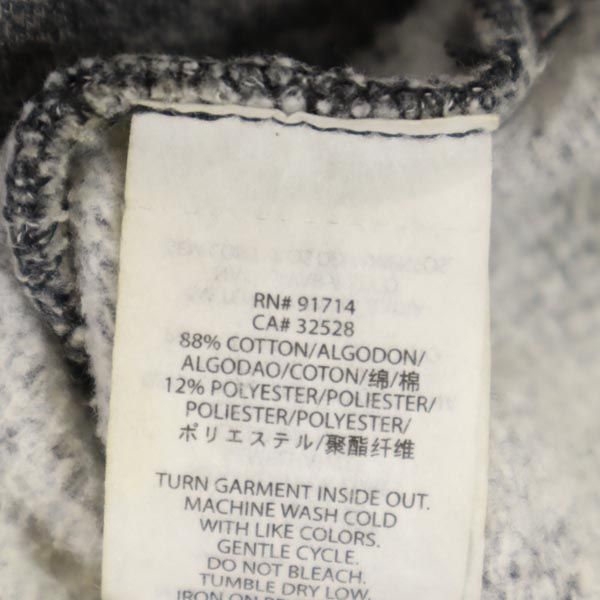 RN# 91714
CA# 32528
88% COTTON/ALGODON/
ALGODAO/COTON/绵/棉
12% POLYESTER/POLIESTER/
POLIESTER/POLYESTER/
ポリエステル/聚酯纤维
TURN GARMENT INSIDE OUT.
MACHINE WASH COLD
WITH LIKE COLORS.
GENTLE CYCLE.
DO NOT BLEACH.
TUMBLE DRY LOW.
IRON ON